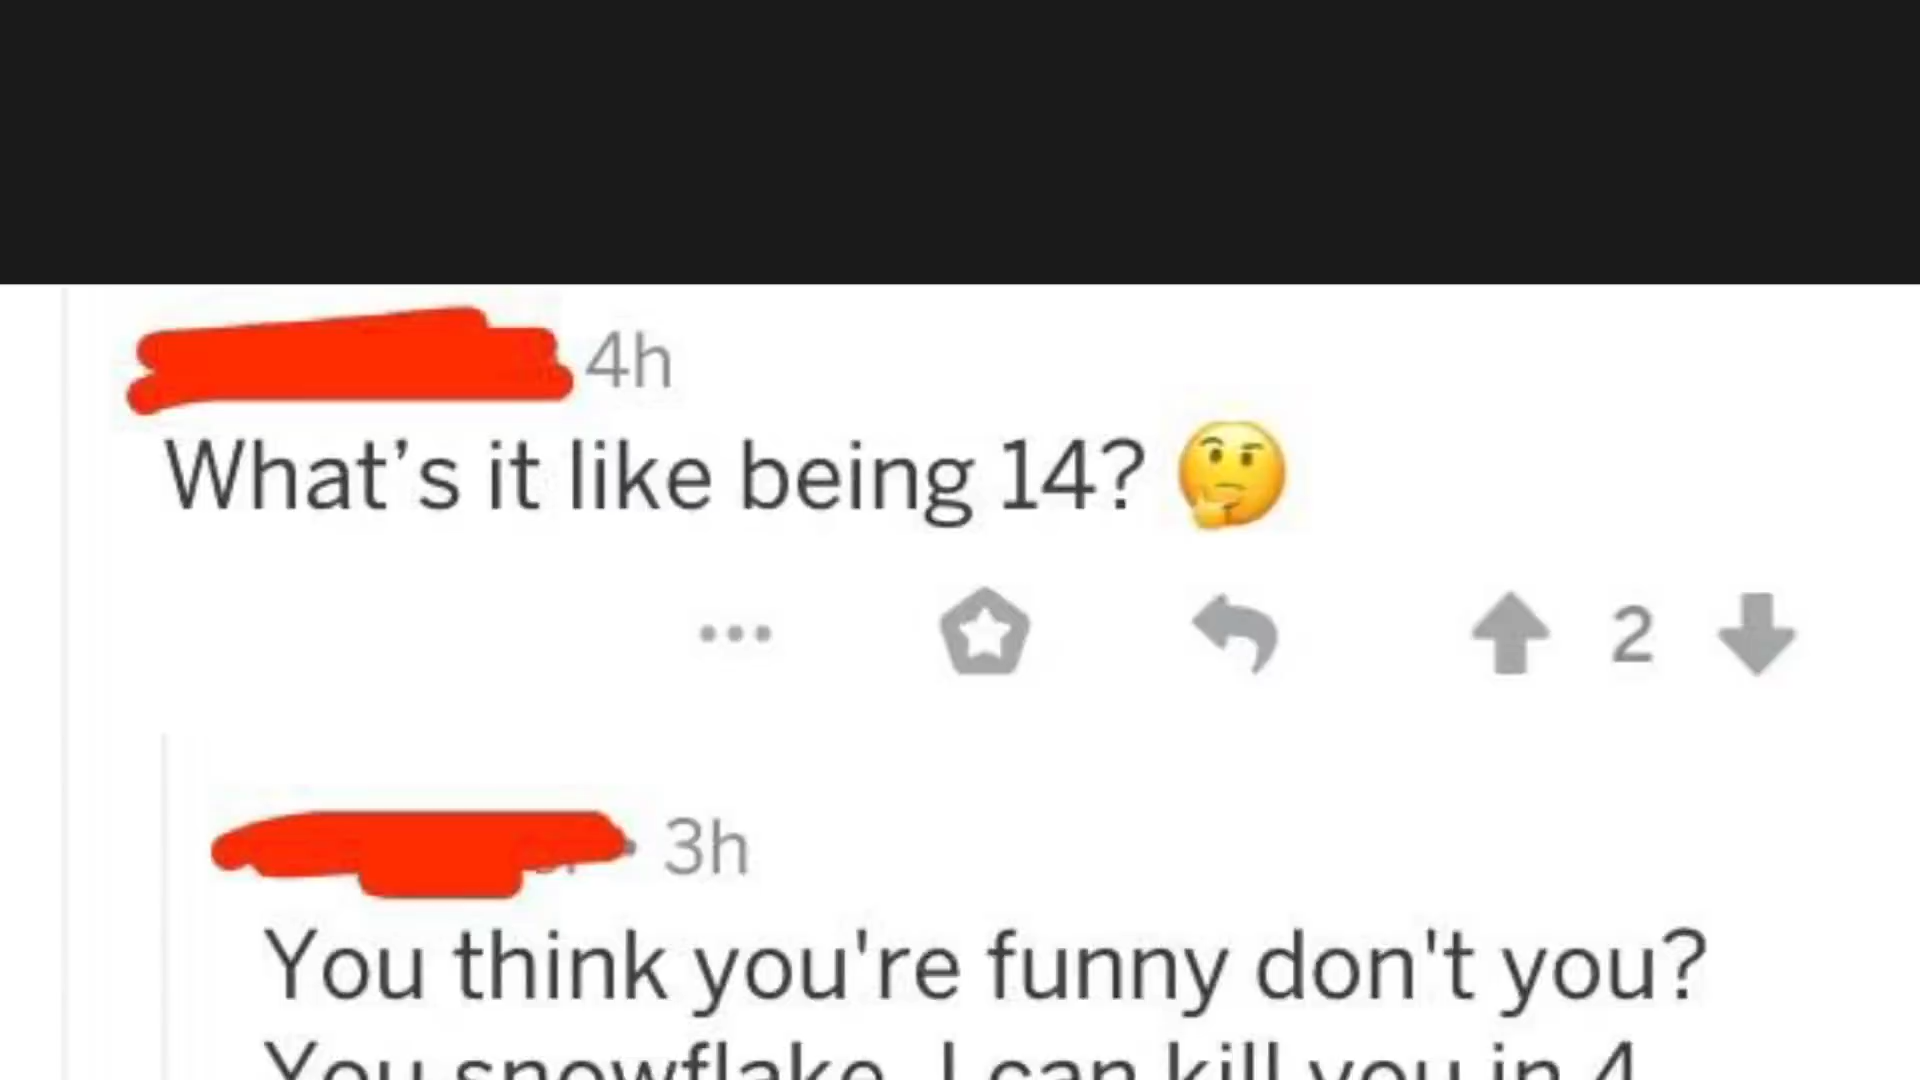 4h
What’s it like being 14? 🤔
2
3h
You think you're funny don't you?
You snowflake. I can kill you in 4